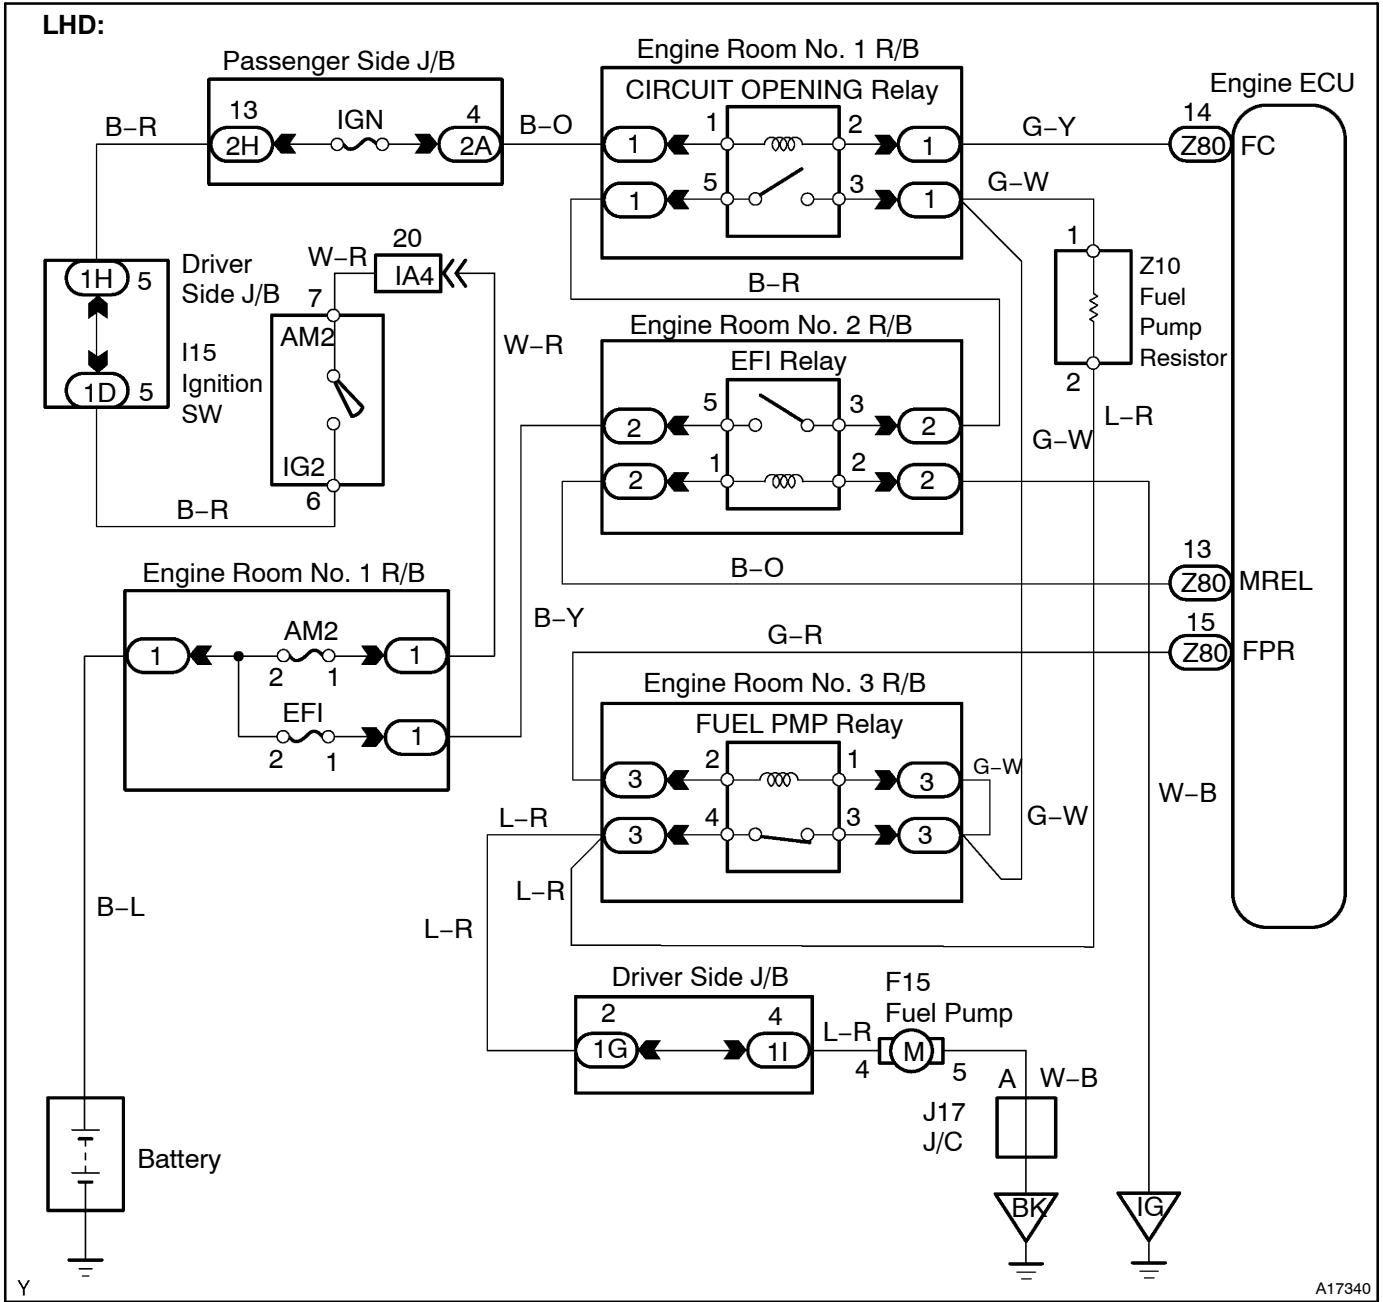 LHD:
Passenger Side J/B
13
2H
IGN
4
2A
B-R
B-O
Engine Room No. 1 R/B
CIRCUIT OPENING Relay
1
1
2
1
1
5
3
1
G-Y
G-W
Engine ECU
14
Z80
FC
1H
5
1D
5
Driver
Side J/B
I15
Ignition
SW
W-R
20
IA4
7
AM2
IG2
6
W-R
B-R
B-R
1
Z10
Fuel
Pump
Resistor
2
L-R
G-W
Engine Room No. 2 R/B
EFI Relay
2
5
3
2
2
1
2
2
B-O
13
Z80
MREL
15
Z80
FPR
G-R
B-Y
Engine Room No. 1 R/B
1
AM2
2
1
1
EFI
2
1
1
Engine Room No. 3 R/B
FUEL PMP Relay
3
2
1
3
G-W
3
4
3
3
G-W
W-B
L-R
L-R
L-R
B-L
Driver Side J/B
2
1G
4
1I
L-R
F15
Fuel Pump
4
M
5
A
W-B
J17
J/C
BK
IG
Battery
Y
A17340